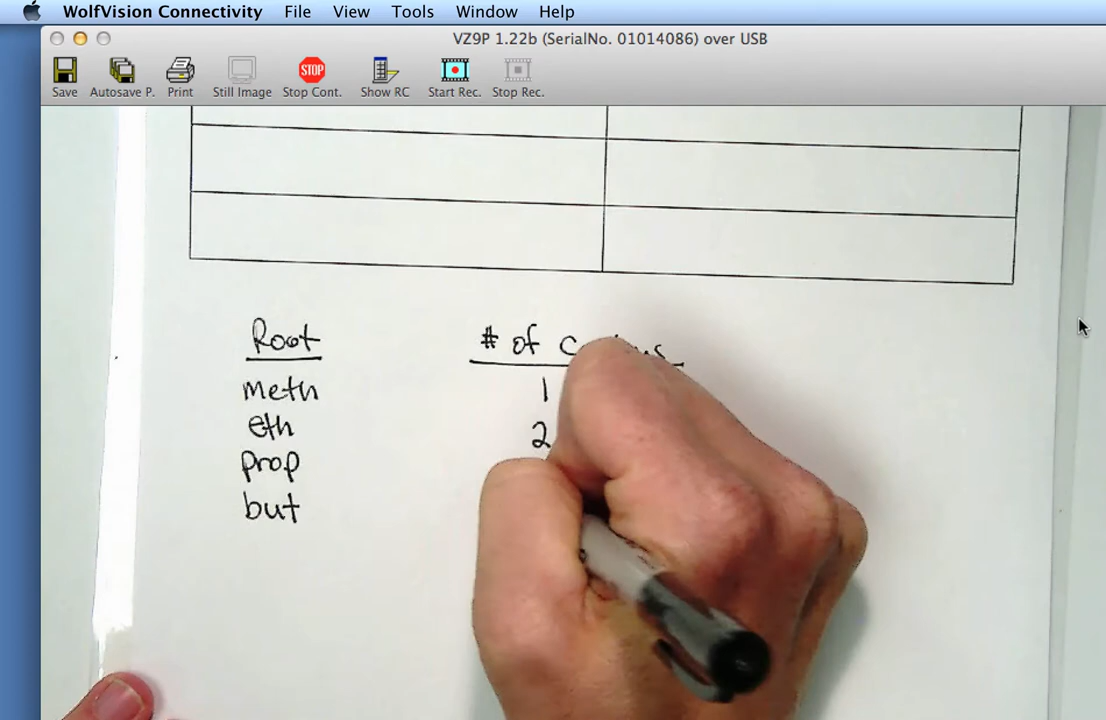 WolfVision Connectivity File View Tools Window Help
VZ9P 1.22b (SerialNo. 01014086) over USB
Save Autosave P. Print Still Image STOP Stop Cont. Show RC Start Rec. Stop Rec.
Root # of
meth 1
eth 2
prop
but